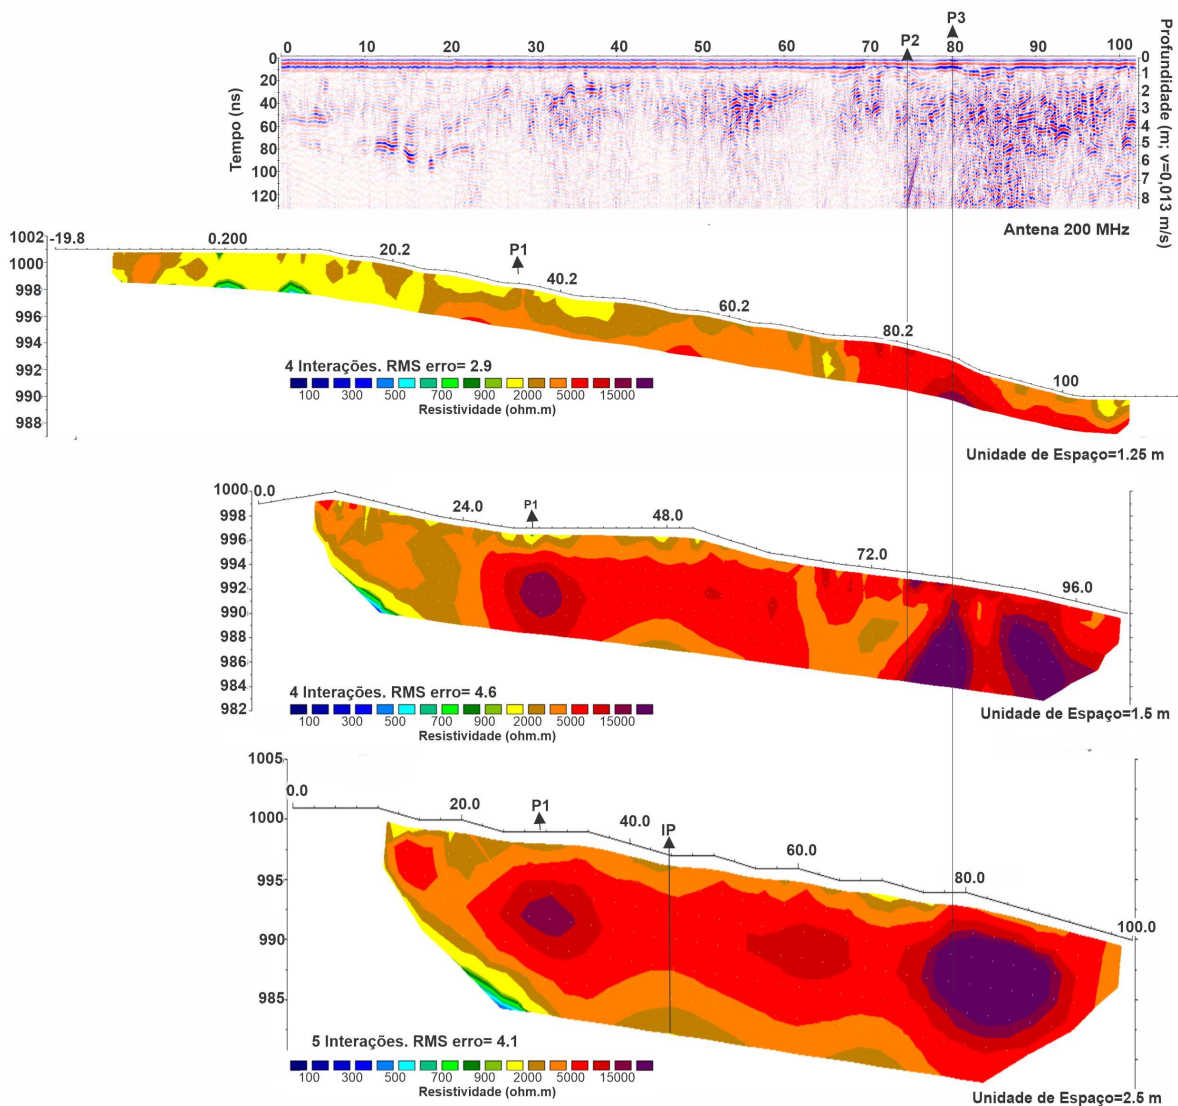 P3
P2
0 10 20 30 40 50 60 70 80 90 100
0 20 40 60 80 100 120
Tempo (ns)
0 1 2 3 4 5 6 7 8
Profundidade (m; v=0,013 m/s)
Antena 200 MHz
1002 1000 998 996 994 992 990 988
-19.8 0.200 20.2 40.2 60.2 80.2 100
P1
4 Interações. RMS erro= 2.9
100 300 500 700 900 2000 5000 15000
Resistividade (ohm.m)
Unidade de Espaço=1.25 m
1000 998 996 994 992 990 988 986 984 982
0.0 24.0 48.0 72.0 96.0
P1
4 Interações. RMS erro= 4.6
100 300 500 700 900 2000 5000 15000
Resistividade (ohm.m)
Unidade de Espaço=1.5 m
1005 1000 995 990 985
0.0 20.0 40.0 60.0 80.0 100.0
P1
IP
5 Interações. RMS erro= 4.1
100 300 500 700 900 2000 5000 15000
Resistividade (ohm.m)
Unidade de Espaço=2.5 m